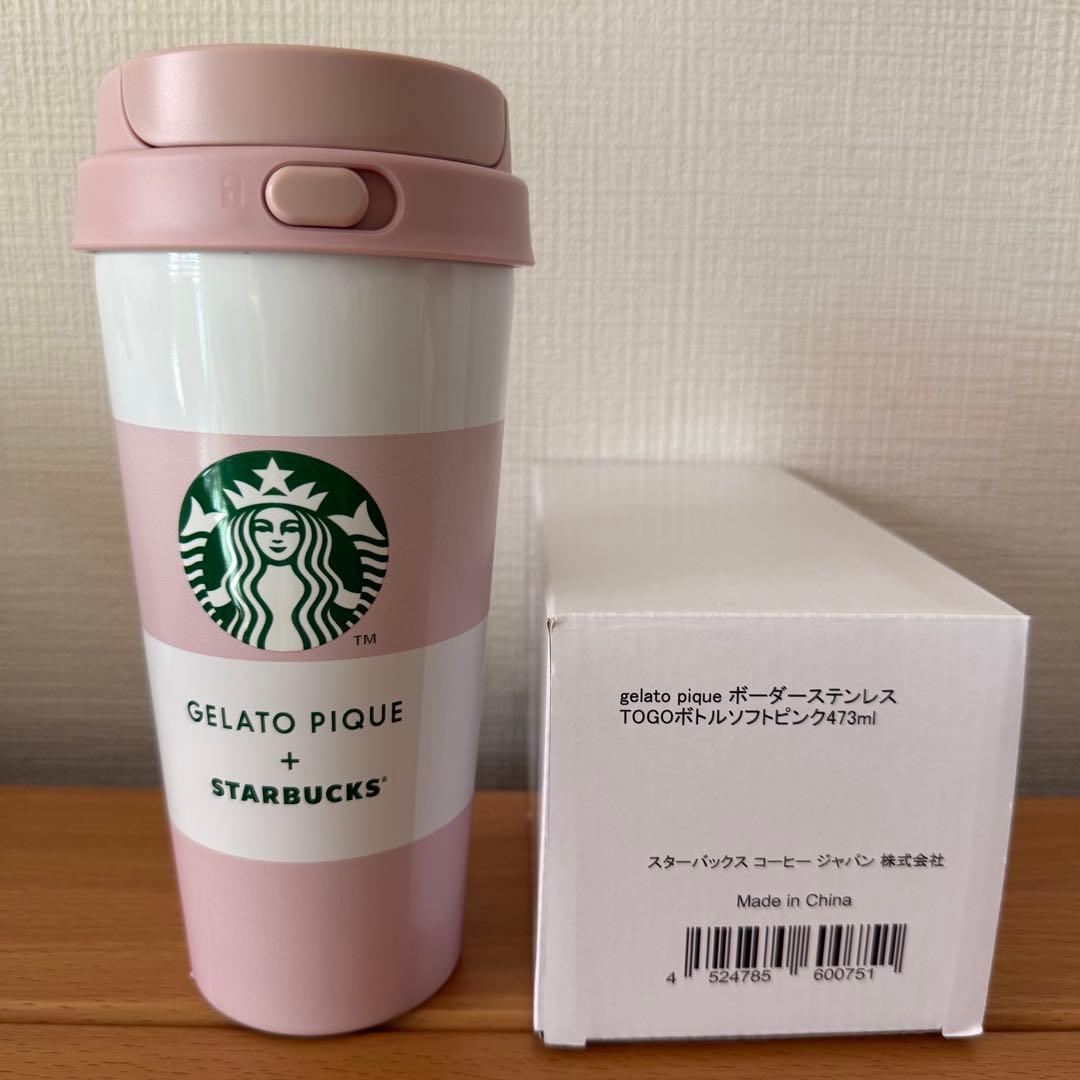 TM
GELATO PIQUE
+
STARBUCKS®
gelato pique ボーダーステンレス
TOGOボトルソフトピンク473ml
スターバックス コーヒー ジャパン 株式会社
Made in China
4 524785 600751